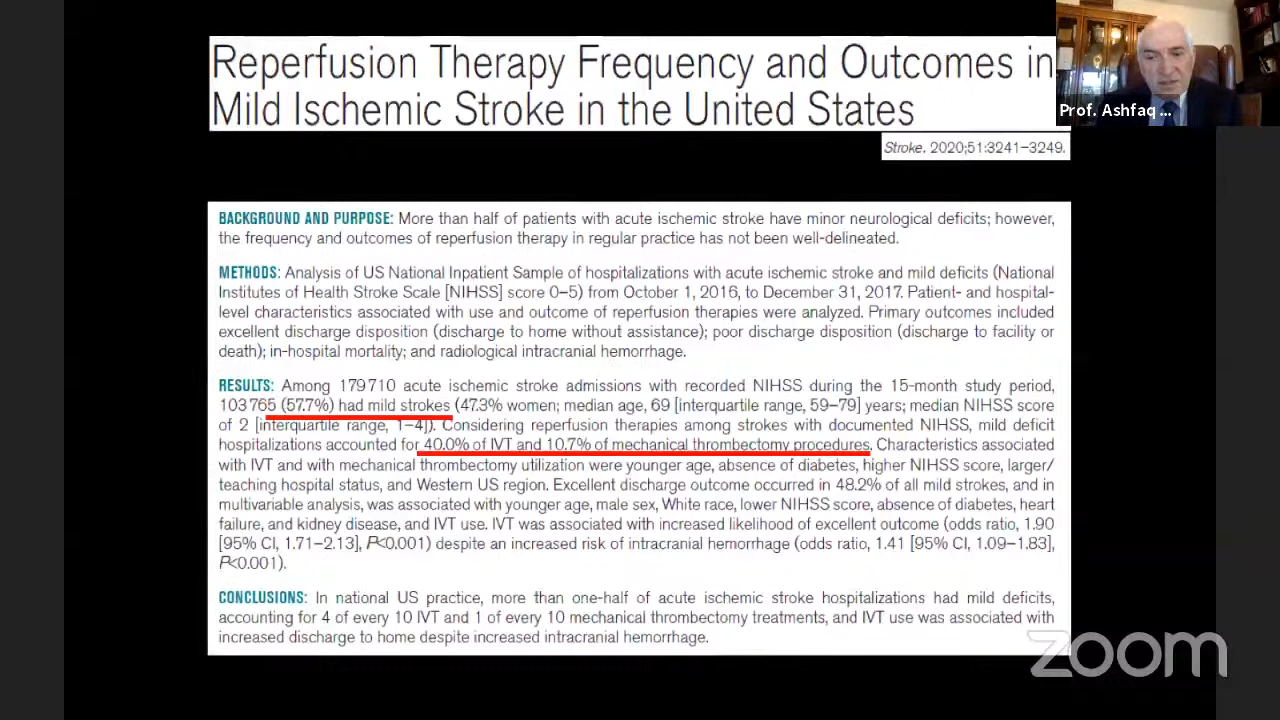 Reperfusion Therapy Frequency and Outcomes in
Mild Ischemic Stroke in the United States
Prof. Ashfaq ...
Stroke. 2020;51:3241–3249.
BACKGROUND AND PURPOSE: More than half of patients with acute ischemic stroke have minor neurological deficits; however,
the frequency and outcomes of reperfusion therapy in regular practice has not been well-delineated.
METHODS: Analysis of US National Inpatient Sample of hospitalizations with acute ischemic stroke and mild deficits (National
Institutes of Health Stroke Scale [NIHSS] score 0–5) from October 1, 2016, to December 31, 2017. Patient- and hospital-
level characteristics associated with use and outcome of reperfusion therapies were analyzed. Primary outcomes included
excellent discharge disposition (discharge to home without assistance); poor discharge disposition (discharge to facility or
death); in-hospital mortality; and radiological intracranial hemorrhage.
RESULTS: Among 179 710 acute ischemic stroke admissions with recorded NIHSS during the 15-month study period,
103 765 (57.7%) had mild strokes (47.3% women; median age, 69 [interquartile range, 59–79] years; median NIHSS score
of 2 [interquartile range, 1–4]). Considering reperfusion therapies among strokes with documented NIHSS, mild deficit
hospitalizations accounted for 40.0% of IVT and 10.7% of mechanical thrombectomy procedures. Characteristics associated
with IVT and with mechanical thrombectomy utilization were younger age, absence of diabetes, higher NIHSS score, larger/
teaching hospital status, and Western US region. Excellent discharge outcome occurred in 48.2% of all mild strokes, and in
multivariable analysis, was associated with younger age, male sex, White race, lower NIHSS score, absence of diabetes, heart
failure, and kidney disease, and IVT use. IVT was associated with increased likelihood of excellent outcome (odds ratio, 1.90
[95% CI, 1.71–2.13], P<0.001) despite an increased risk of intracranial hemorrhage (odds ratio, 1.41 [95% CI, 1.09–1.83],
P<0.001).
CONCLUSIONS: In national US practice, more than one-half of acute ischemic stroke hospitalizations had mild deficits,
accounting for 4 of every 10 IVT and 1 of every 10 mechanical thrombectomy treatments, and IVT use was associated with
increased discharge to home despite increased intracranial hemorrhage.
zoom